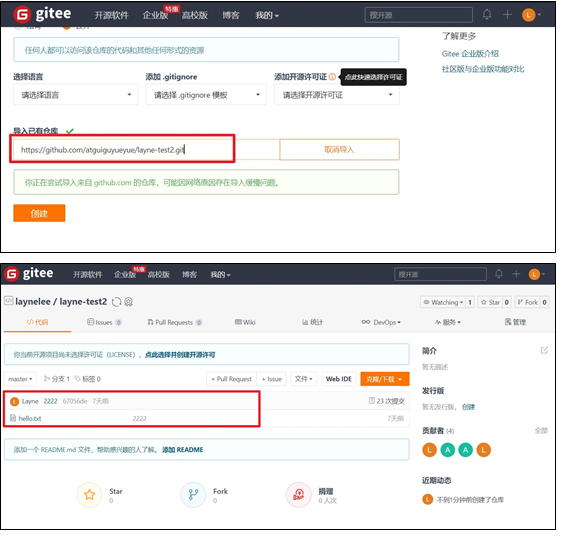 gitee 开源软件 企业版 特惠 高校版 博客 我的 搜开源 L
任何人都可以访问该仓库的代码和其他任何形式的资源
了解更多
Gitee 企业版介绍
社区版与企业版功能对比
选择语言 添加 .gitignore 添加开源许可证 点此快速选择许可证
请选择语言 请选择 .gitignore 模板 请选择开源许可证
导入已有仓库
https://github.com/atguiguyueyue/layne-test2.git 取消导入
你正在尝试导入来自 github.com 的仓库，可能因网络原因存在导入缓慢问题。
创建
gitee 开源软件 企业版 特惠 高校版 博客 我的 搜开源 L
laynelee / layne-test2 Watching 1 Star 0 Fork 0
代码 Issues 0 Pull Requests 0 Wiki 统计 DevOps 服务 管理
你当前开源项目尚未选择许可证（LICENSE），点此选择并创建开源许可
master 分支 1 标签 0 + Pull Request + Issue 文件 Web IDE 克隆/下载
L Layne 2222 67056de 7天前 23 次提交
hello.txt 2222 7天前
添加一个 README.md 文件，帮助感兴趣的人了解。 添加 README
Star
0
Fork
0
捐赠
0 人次
简介
暂无描述
发行版
暂无发行版，创建
贡献者 (4) 全部
L A A L
近期动态
L 不到1分钟前创建了仓库